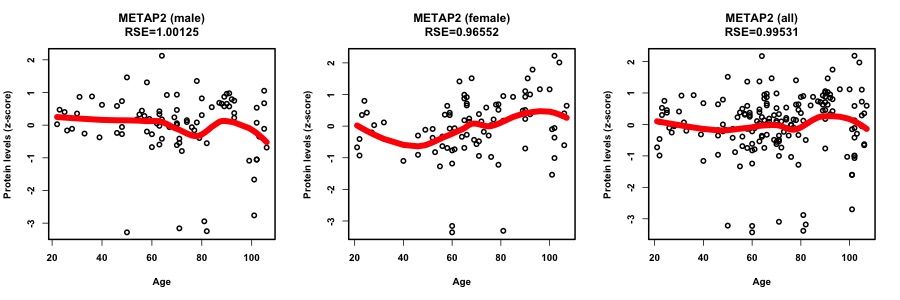 METAP2 (male)
RSE=1.00125
Protein levels (z-score)
2
1
0
-1
-2
-3
20 40 60 80 100
Age
METAP2 (female)
RSE=0.96552
Protein levels (z-score)
2
1
0
-1
-2
-3
20 40 60 80 100
Age
METAP2 (all)
RSE=0.99531
Protein levels (z-score)
2
1
0
-1
-2
-3
20 40 60 80 100
Age